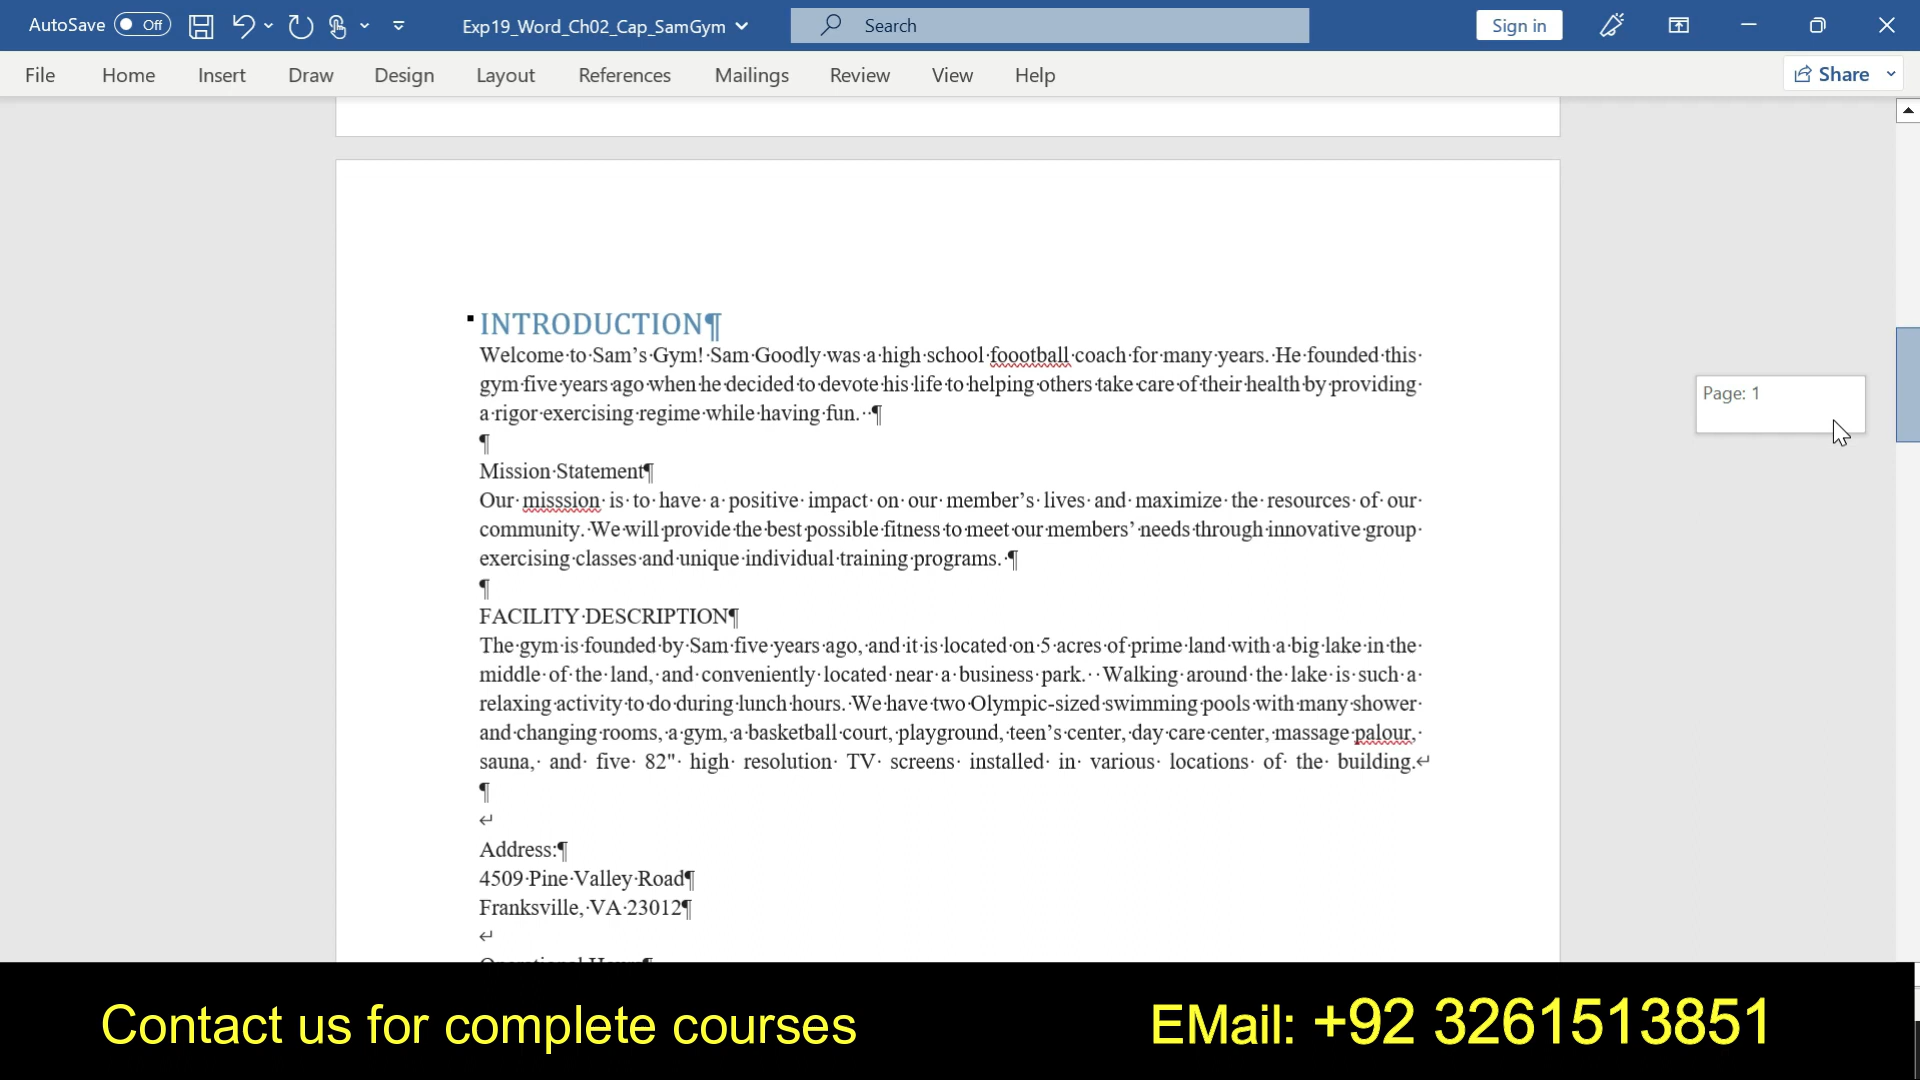 AutoSave Off Exp19_Word_Ch02_Cap_SamGym Search Sign in
File Home Insert Draw Design Layout References Mailings Review View Help Share
INTRODUCTION¶
Welcome·to·Sam’s·Gym!·Sam·Goodly·was·a·high·school·foootball·coach·for·many·years.·He·founded·this·
gym·five·years·ago·when·he·decided·to·devote·his·life·to·helping·others·take·care·of·their·health·by·providing·
a·rigor·exercising·regime·while·having·fun.··¶
¶
Mission·Statement¶
Our·misssion·is·to·have·a·positive·impact·on·our·member’s·lives·and·maximize·the·resources·of·our·
community.·We·will·provide·the·best·possible·fitness·to·meet·our·members’·needs·through·innovative·group·
exercising·classes·and·unique·individual·training·programs.·¶
¶
FACILITY·DESCRIPTION¶
The·gym·is·founded·by·Sam·five·years·ago,·and·it·is·located·on·5·acres·of·prime·land·with·a·big·lake·in·the·
middle·of·the·land,·and·conveniently·located·near·a·business·park.··Walking·around·the·lake·is·such·a·
relaxing·activity·to·do·during·lunch·hours.·We·have·two·Olympic-sized·swimming·pools·with·many·shower·
and·changing·rooms,·a·gym,·a·basketball·court,·playground,·teen’s·center,·day·care·center,·massage·palour,·
sauna,·and·five·82"·high·resolution·TV·screens·installed·in·various·locations·of·the·building.↵
¶
↵
Address:¶
4509·Pine·Valley·Road¶
Franksville,·VA·23012¶
↵
Operational·Hours¶
Page: 1
Contact us for complete courses EMail: +92 3261513851